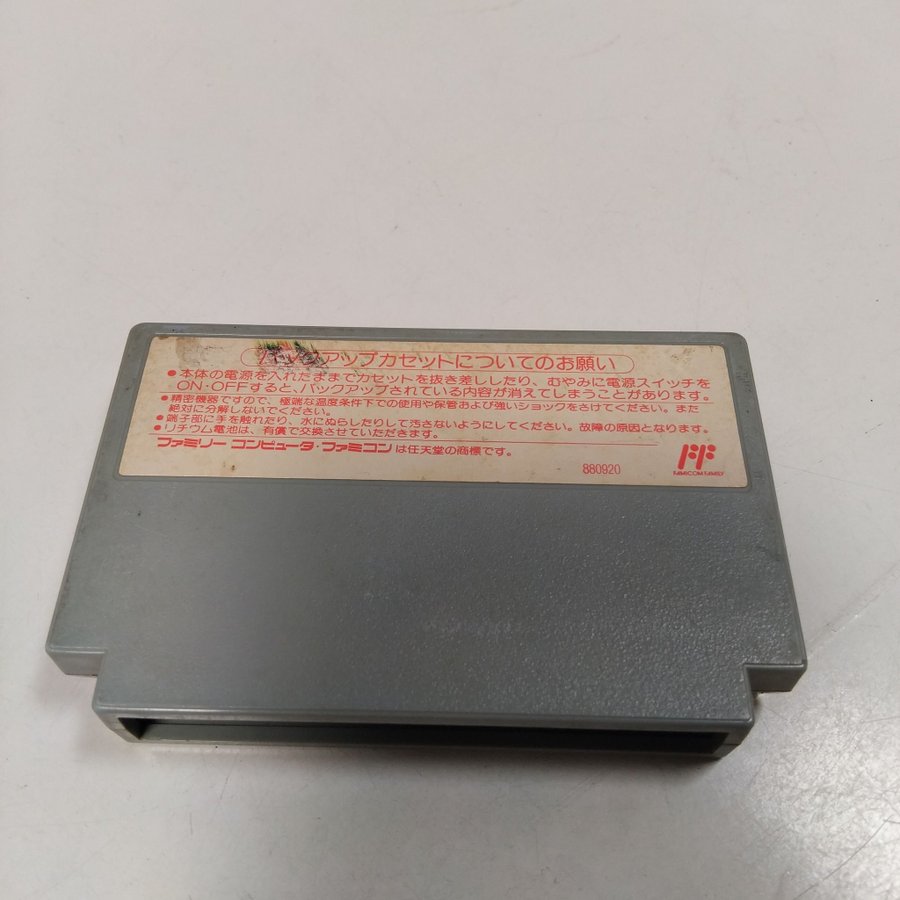 バックアップカセットについてのお願い
●本体の電源を入れたままでカセットを抜き差ししたり、むやみに電源スイッチを
ON・OFFすると、バックアップされている内容が消えてしまうことがあります。
●精密機器ですので、極端な温度条件下での使用や保管および強いショックをさけてください。また
絶対に分解しないでください。
●端子部に手を触れたり、水にぬらしたりして汚さないようにしてください。故障の原因となります。
●リチウム電池は、有償で交換させていただきます。
ファミリーコンピュータ・ファミコンは任天堂の商標です。
880920
FF
FAMICOM FAMILY